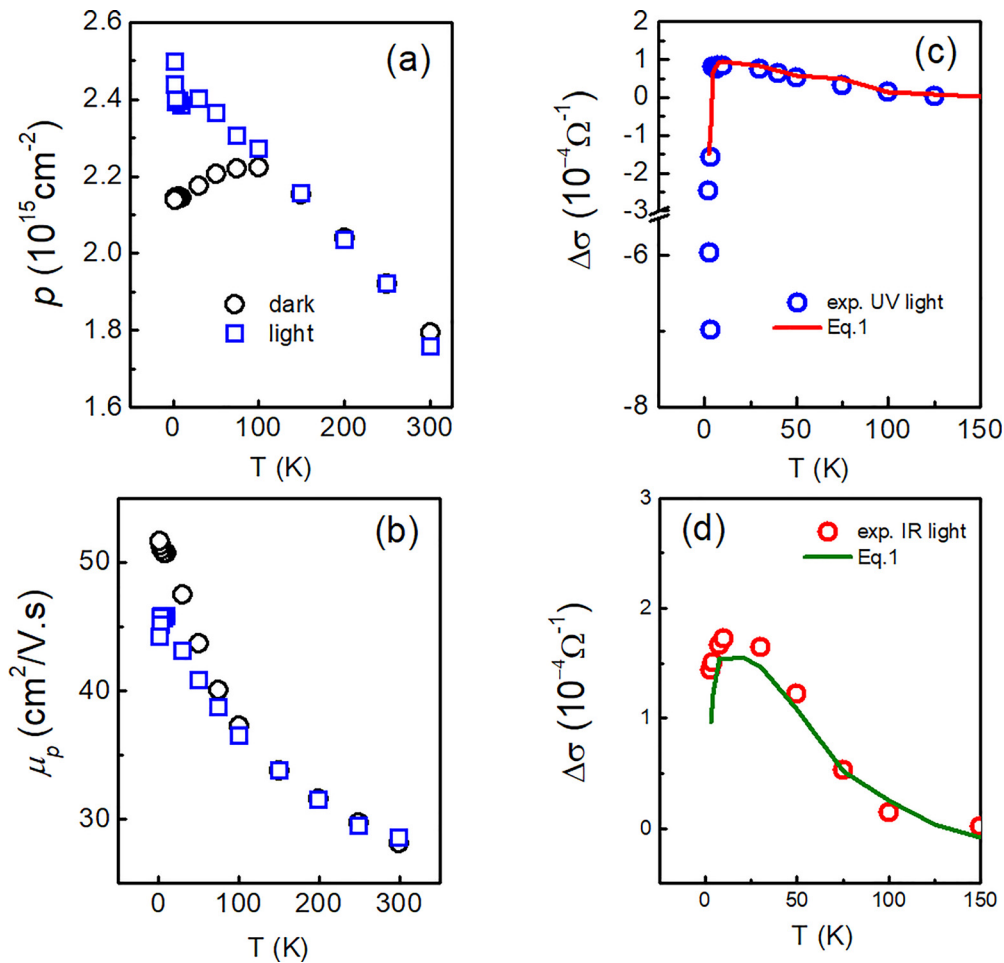 (a)
2.6
2.4
2.2
2.0
1.8
1.6
p (10¹⁵cm⁻²)
dark
light
0
100
200
300
T (K)
(c)
2
1
0
-1
-2
-3
-6
-8
Δσ (10⁻⁴Ω⁻¹)
exp. UV light
Eq.1
0
50
100
150
T (K)
(b)
50
40
30
μₚ (cm²/V.s)
0
100
200
300
T (K)
(d)
3
2
1
0
Δσ (10⁻⁴Ω⁻¹)
exp. IR light
Eq.1
0
50
100
150
T (K)